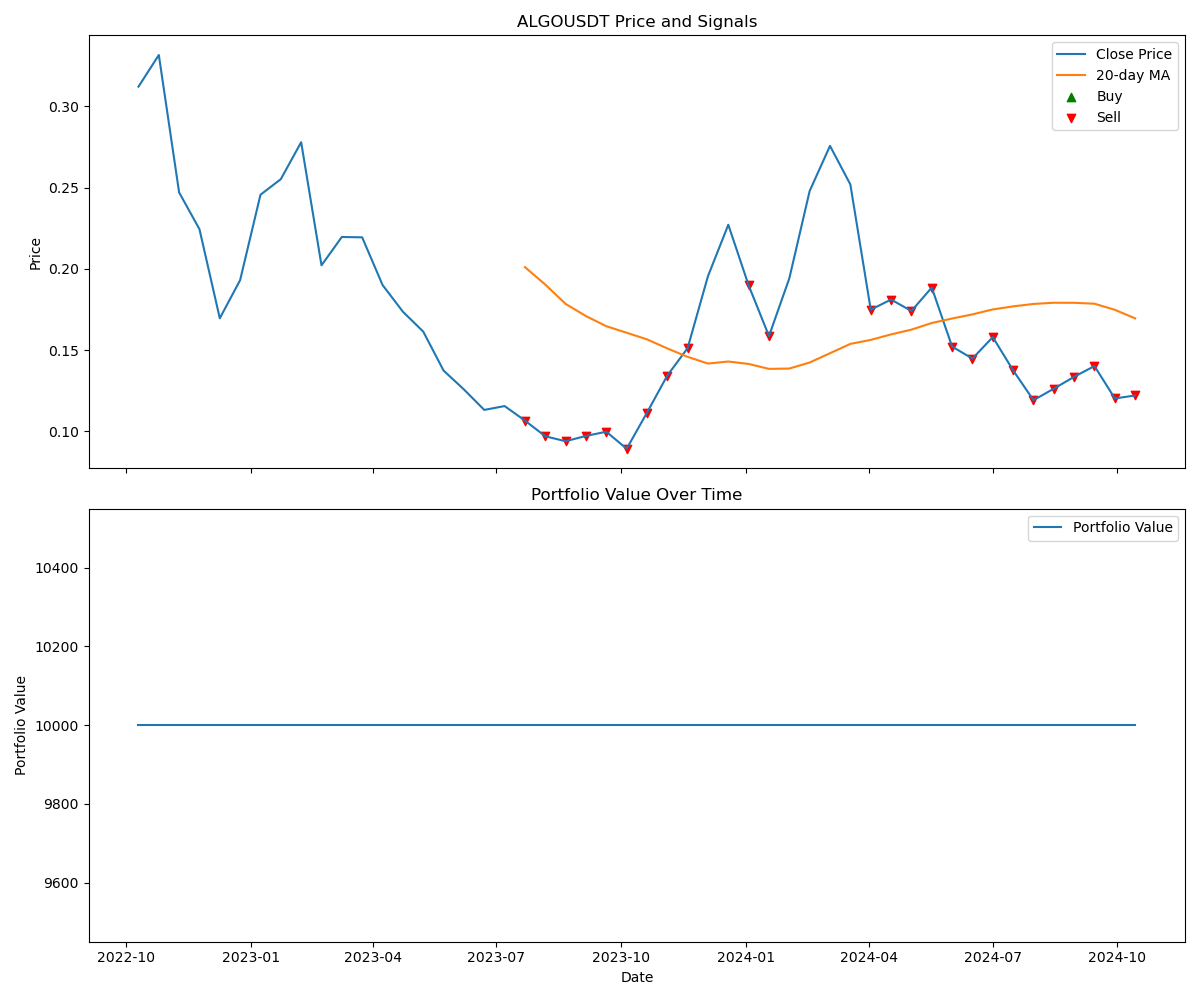 ALGOUSDT Price and Signals
Close Price
20-day MA
Buy
Sell
Price
0.30
0.25
0.20
0.15
0.10
Portfolio Value Over Time
Portfolio Value
Portfolio Value
10400
10200
10000
9800
9600
2022-10
2023-01
2023-04
2023-07
2023-10
2024-01
2024-04
2024-07
2024-10
Date